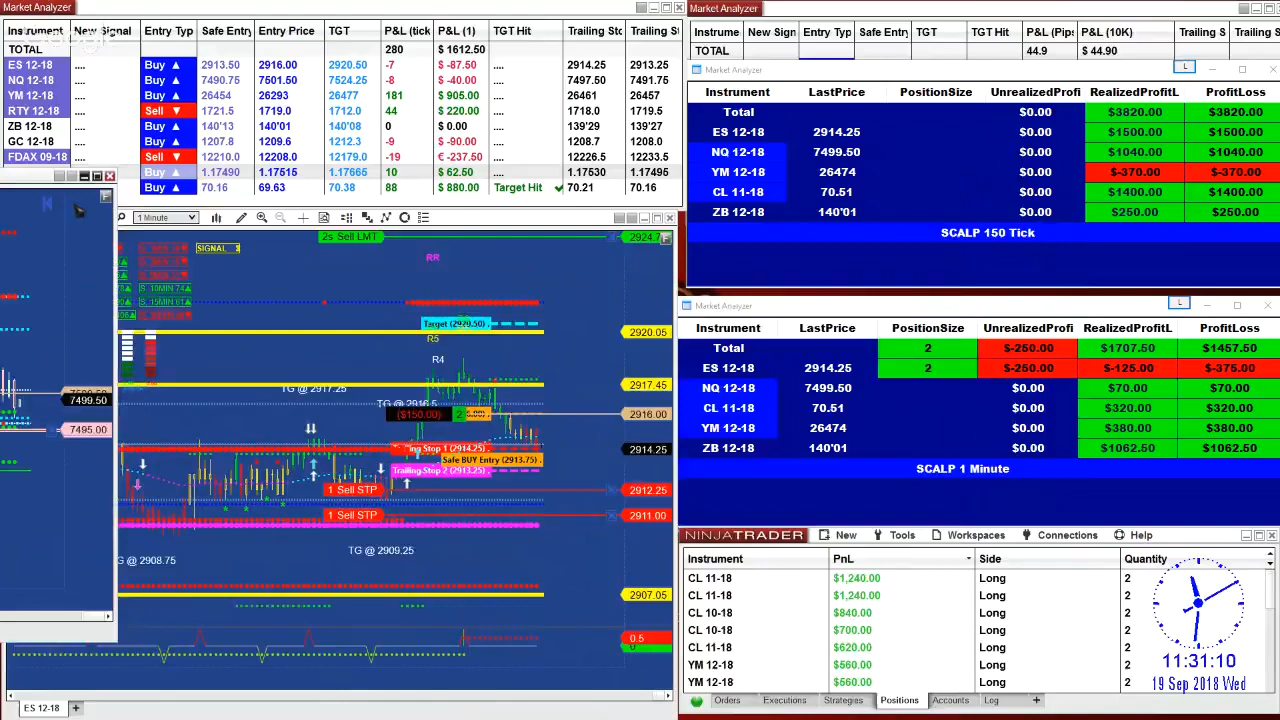 Market Analyzer
Instrument New Signal Entry Typ Safe Entry Entry Price TGT P&L (tick P&L (1) TGT Hit Trailing Sto Trailing St
TOTAL 280 $ 1612.50
ES 12-18 .... Buy ▲ 2913.50 2916.00 2920.50 -7 $ -87.50 .... 2914.25 2913.25
NQ 12-18 .... Buy ▲ 7490.75 7501.50 7524.25 -8 $ -40.00 .... 7497.50 7491.75
YM 12-18 .... Buy ▲ 26454 26293 26477 181 $ 905.00 .... 26461 26457
RTY 12-18 .... Sell ▼ 1721.5 1719.0 1712.0 44 $ 220.00 .... 1718.0 1719.5
ZB 12-18 .... Buy ▲ 140'13 140'01 140'08 0 $ 0.00 .... 139'29 139'27
GC 12-18 .... Buy ▲ 1207.8 1209.6 1212.3 -9 $ -90.00 .... 1208.7 1208.0
FDAX 09-18 .... Sell ▼ 12210.0 12208.0 12179.0 -19 € -237.50 .... 12226.5 12233.5
Buy ▲ 1.17490 1.17515 1.17665 10 $ 62.50 .... 1.17530 1.17495
Buy ▲ 70.16 69.63 70.38 88 $ 880.00 Target Hit 70.21 70.16
Market Analyzer
Instrume New Sign Entry Typ Safe Entry TGT TGT Hit P&L (Pips P&L (10K) Trailing S Trailing S
TOTAL 44.9 $ 44.90
Market Analyzer
L
Instrument LastPrice PositionSize UnrealizedProfi RealizedProfitL ProfitLoss
Total $0.00 $3820.00 $3820.00
ES 12-18 2914.25 $0.00 $1500.00 $1500.00
NQ 12-18 7499.50 $0.00 $1040.00 $1040.00
YM 12-18 26474 $0.00 $-370.00 $-370.00
CL 11-18 70.51 $0.00 $1400.00 $1400.00
ZB 12-18 140'01 $0.00 $250.00 $250.00
SCALP 150 Tick
Market Analyzer
L
Instrument LastPrice PositionSize UnrealizedProfi RealizedProfitL ProfitLoss
Total 2 $-250.00 $1707.50 $1457.50
ES 12-18 2914.25 2 $-250.00 $-125.00 $-375.00
NQ 12-18 7499.50 $0.00 $70.00 $70.00
CL 11-18 70.51 $0.00 $320.00 $320.00
YM 12-18 26474 $0.00 $380.00 $380.00
ZB 12-18 140'01 $0.00 $1062.50 $1062.50
SCALP 1 Minute
NINJATRADER New Tools Workspaces Connections Help
Instrument PnL Side Quantity
CL 11-18 $1,240.00 Long 2
CL 11-18 $1,240.00 Long 2
CL 10-18 $840.00 Long 2
CL 10-18 $700.00 Long 2
CL 11-18 $620.00 Long 2
YM 12-18 $560.00 Long 2
YM 12-18 $560.00 Long 2
11:31:10
19 Sep 2018 Wed
Orders Executions Strategies Positions Accounts Log +
F
1 Minute
2s Sell LMT
2924.7
F
SIGNAL
RR
S 10MIN 74
S 15MIN 61
Target (2920.50)
R5
2920.05
R4
TG @ 2917.25
2917.45
TG @ 2916.5
7499.50
($150.00) 2
2916.00
7495.00
Stop 1 (2914.25)
2914.25
Safe BUY Entry (2913.75)
Trailing Stop 2 (2913.25)
1 Sell STP
2912.25
1 Sell STP
2911.00
TG @ 2909.25
G @ 2908.75
2907.05
0.5
0
ES 12-18 +